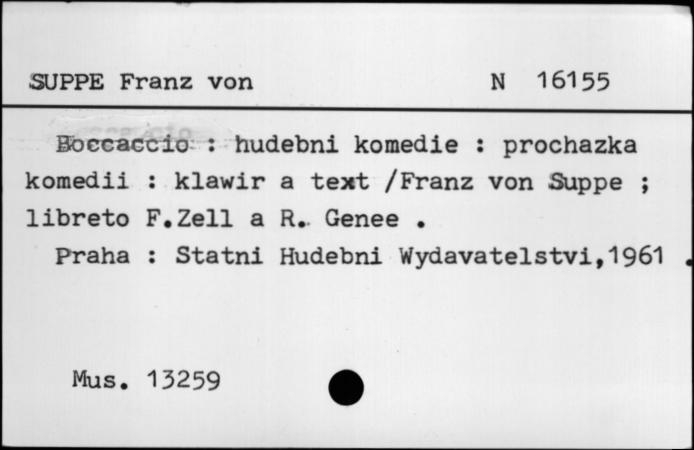 SUPPE Franz von N 16155
Boccaccio : hudebni komedie : prochazka
komedii : klawir a text /Franz von Suppe ;
libreto F.Zell a R. Genee .
Praha : Statni Hudebni Wydavatelstvi,1961 .
Mus. 13259